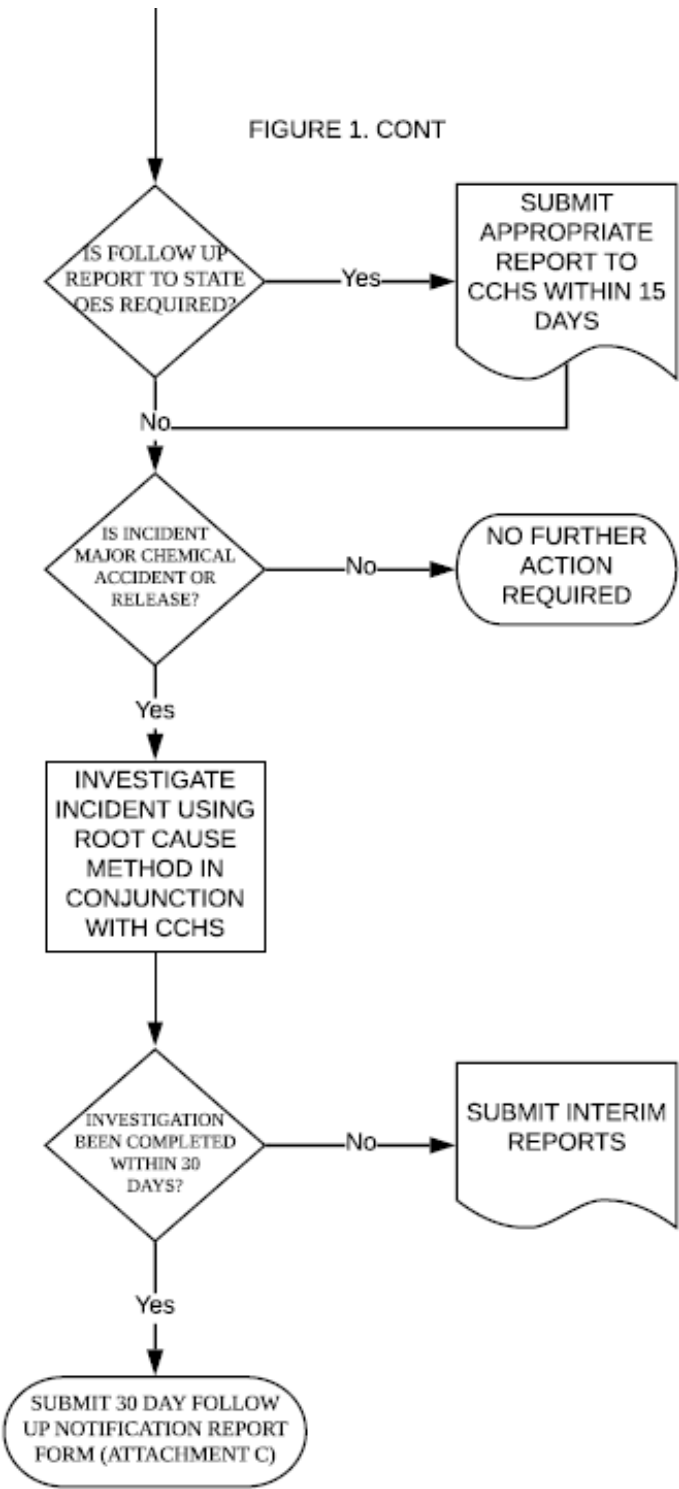 FIGURE 1. CONT
IS FOLLOW UP
REPORT TO STATE
OES REQUIRED?
Yes
SUBMIT
APPROPRIATE
REPORT TO
CCHS WITHIN 15
DAYS
No
IS INCIDENT
MAJOR CHEMICAL
ACCIDENT OR
RELEASE?
No
NO FURTHER
ACTION
REQUIRED
Yes
INVESTIGATE
INCIDENT USING
ROOT CAUSE
METHOD IN
CONJUNCTION
WITH CCHS
INVESTIGATION
BEEN COMPLETED
WITHIN 30
DAYS?
No
SUBMIT INTERIM
REPORTS
Yes
SUBMIT 30 DAY FOLLOW
UP NOTIFICATION REPORT
FORM (ATTACHMENT C)